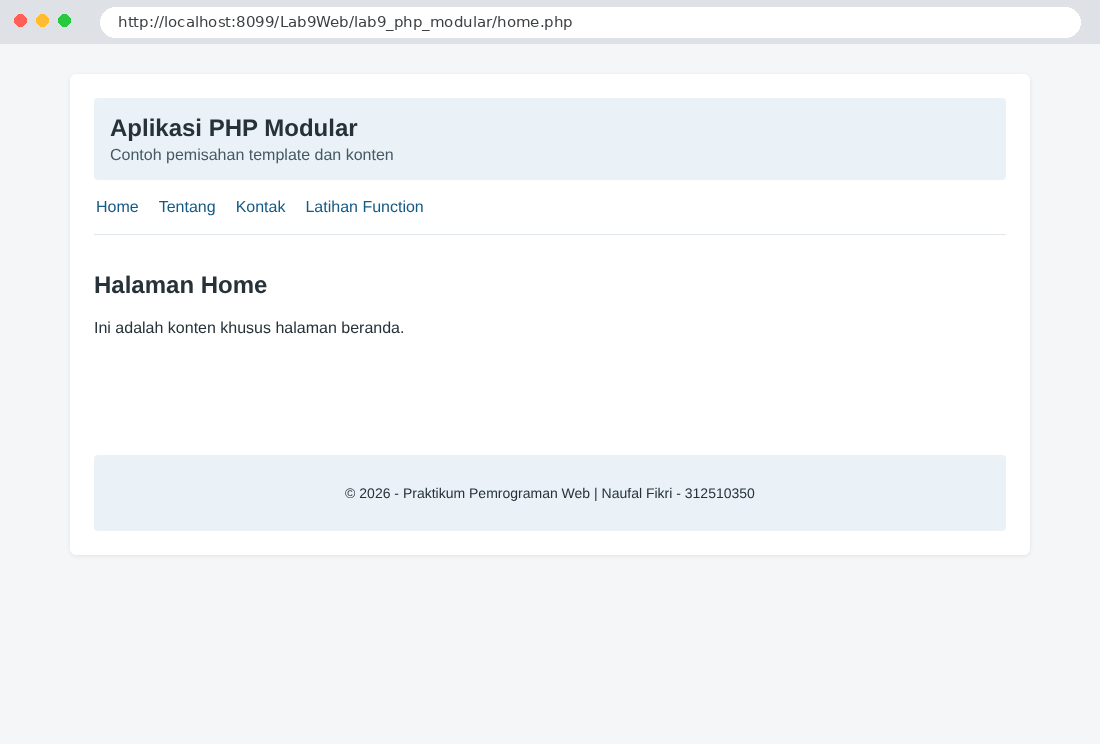 http://localhost:8099/Lab9Web/lab9_php_modular/home.php
Aplikasi PHP Modular
Contoh pemisahan template dan konten
Home Tentang Kontak Latihan Function
Halaman Home
Ini adalah konten khusus halaman beranda.
© 2026 - Praktikum Pemrograman Web | Naufal Fikri - 312510350